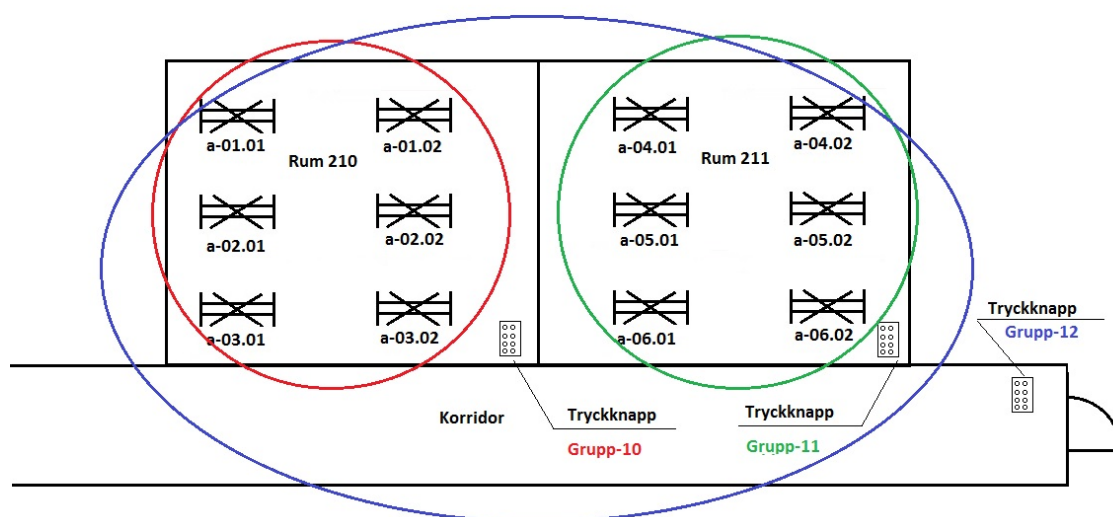 a-01.01
a-01.02
a-04.01
a-04.02
Rum 210
Rum 211
a-02.01
a-02.02
a-05.01
a-05.02
a-03.01
a-03.02
a-06.01
a-06.02
Tryckknapp
Grupp-12
Korridor
Tryckknapp
Grupp-10
Tryckknapp
Grupp-11